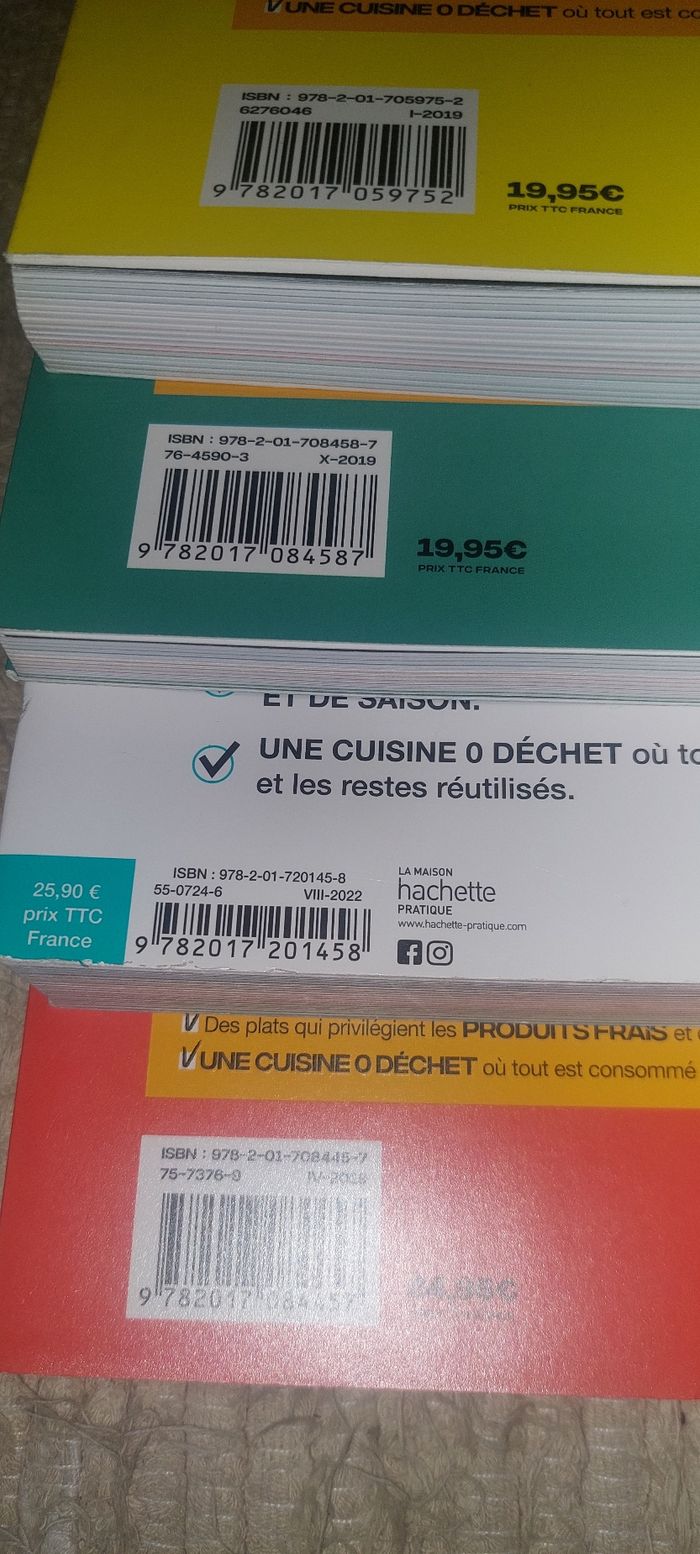 UNE CUISINE 0 DÉCHET où tout est co
ISBN : 978-2-01-705975-2
6276046 I-2019
9 782017 059752
19,95€
PRIX TTC FRANCE
ISBN : 978-2-01-708458-7
76-4590-3 X-2019
9 782017 084587
19,95€
PRIX TTC FRANCE
ET DE SAISON.
UNE CUISINE 0 DÉCHET où to
et les restes réutilisés.
25,90 €
prix TTC
France
ISBN : 978-2-01-720145-8
55-0724-6 VIII-2022
9 782017 201458
LA MAISON
hachette
PRATIQUE
www.hachette-pratique.com
Des plats qui privilégient les PRODUITS FRAIS et
UNE CUISINE 0 DÉCHET où tout est consommé
ISBN : 978-2-01-708445-7
75-7376-9
9 782017 084457